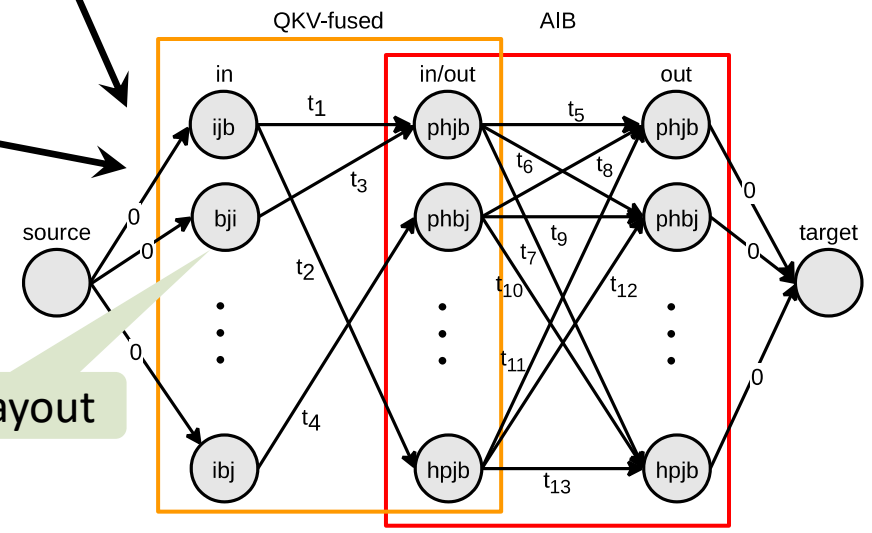 QKV-fused AIB
in in/out out
ijb t1 phjb t5 phjb
t6 t8
t3
0 bji phbj phbj 0
source 0 t9 0 target
t2 t7
t10 t12
0 t11 0
ayout t4
ibj hpjb t13 hpjb